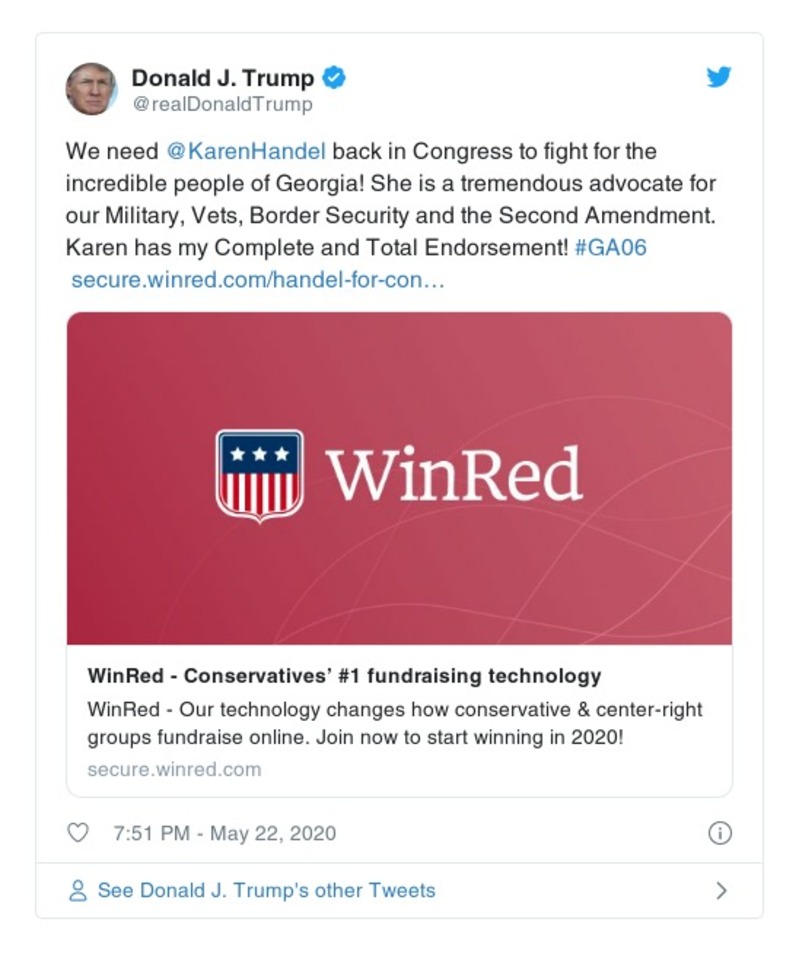 Donald J. Trump
@realDonaldTrump
We need @KarenHandel back in Congress to fight for the
incredible people of Georgia! She is a tremendous advocate for
our Military, Vets, Border Security and the Second Amendment.
Karen has my Complete and Total Endorsement! #GA06
secure.winred.com/handel-for-con…
WinRed
WinRed - Conservatives’ #1 fundraising technology
WinRed - Our technology changes how conservative & center-right
groups fundraise online. Join now to start winning in 2020!
secure.winred.com
7:51 PM - May 22, 2020
See Donald J. Trump's other Tweets